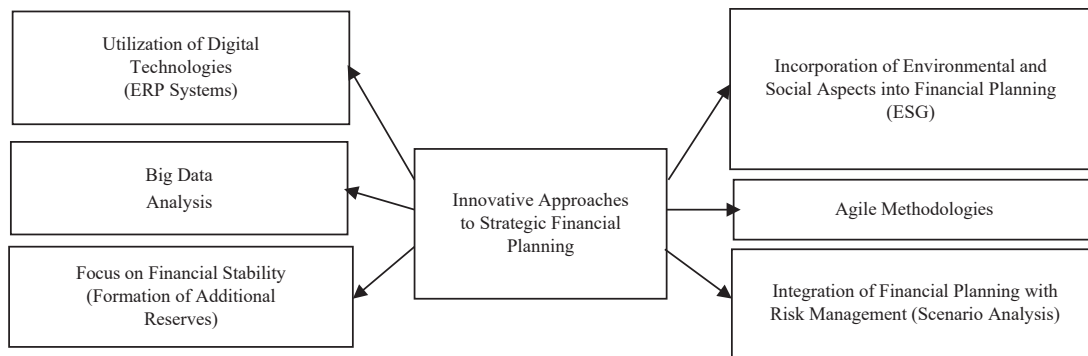 Utilization of Digital
Technologies
(ERP Systems)
Big Data
Analysis
Focus on Financial Stability
(Formation of Additional
Reserves)
Innovative Approaches
to Strategic Financial
Planning
Incorporation of Environmental and
Social Aspects into Financial Planning
(ESG)
Agile Methodologies
Integration of Financial Planning with
Risk Management (Scenario Analysis)